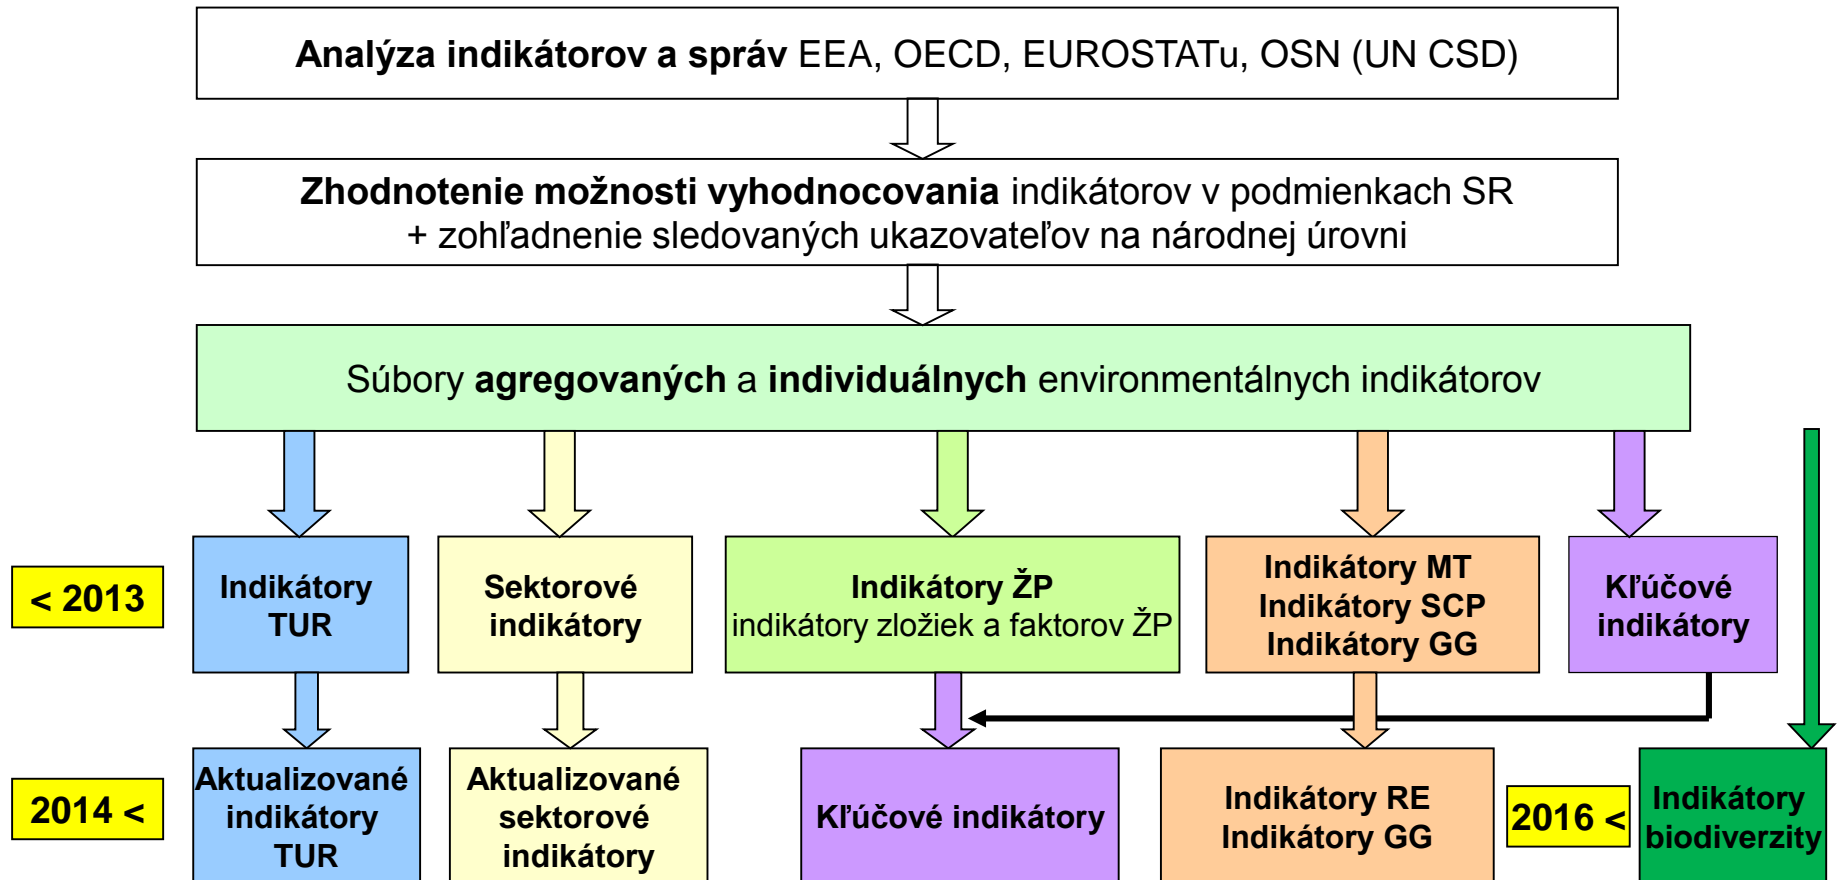 Analýza indikátorov a správ EEA, OECD, EUROSTATu, OSN (UN CSD)
Zhodnotenie možnosti vyhodnocovania indikátorov v podmienkach SR
+ zohľadnenie sledovaných ukazovateľov na národnej úrovni
Súbory agregovaných a individuálnych environmentálnych indikátorov
< 2013
Indikátory
TUR
Sektorové
indikátory
Indikátory ŽP
indikátory zložiek a faktorov ŽP
Indikátory MT
Indikátory SCP
Indikátory GG
Kľúčové
indikátory
2014 <
Aktualizované
indikátory
TUR
Aktualizované
sektorové
indikátory
Kľúčové indikátory
Indikátory RE
Indikátory GG
2016 <
Indikátory
biodiverzity